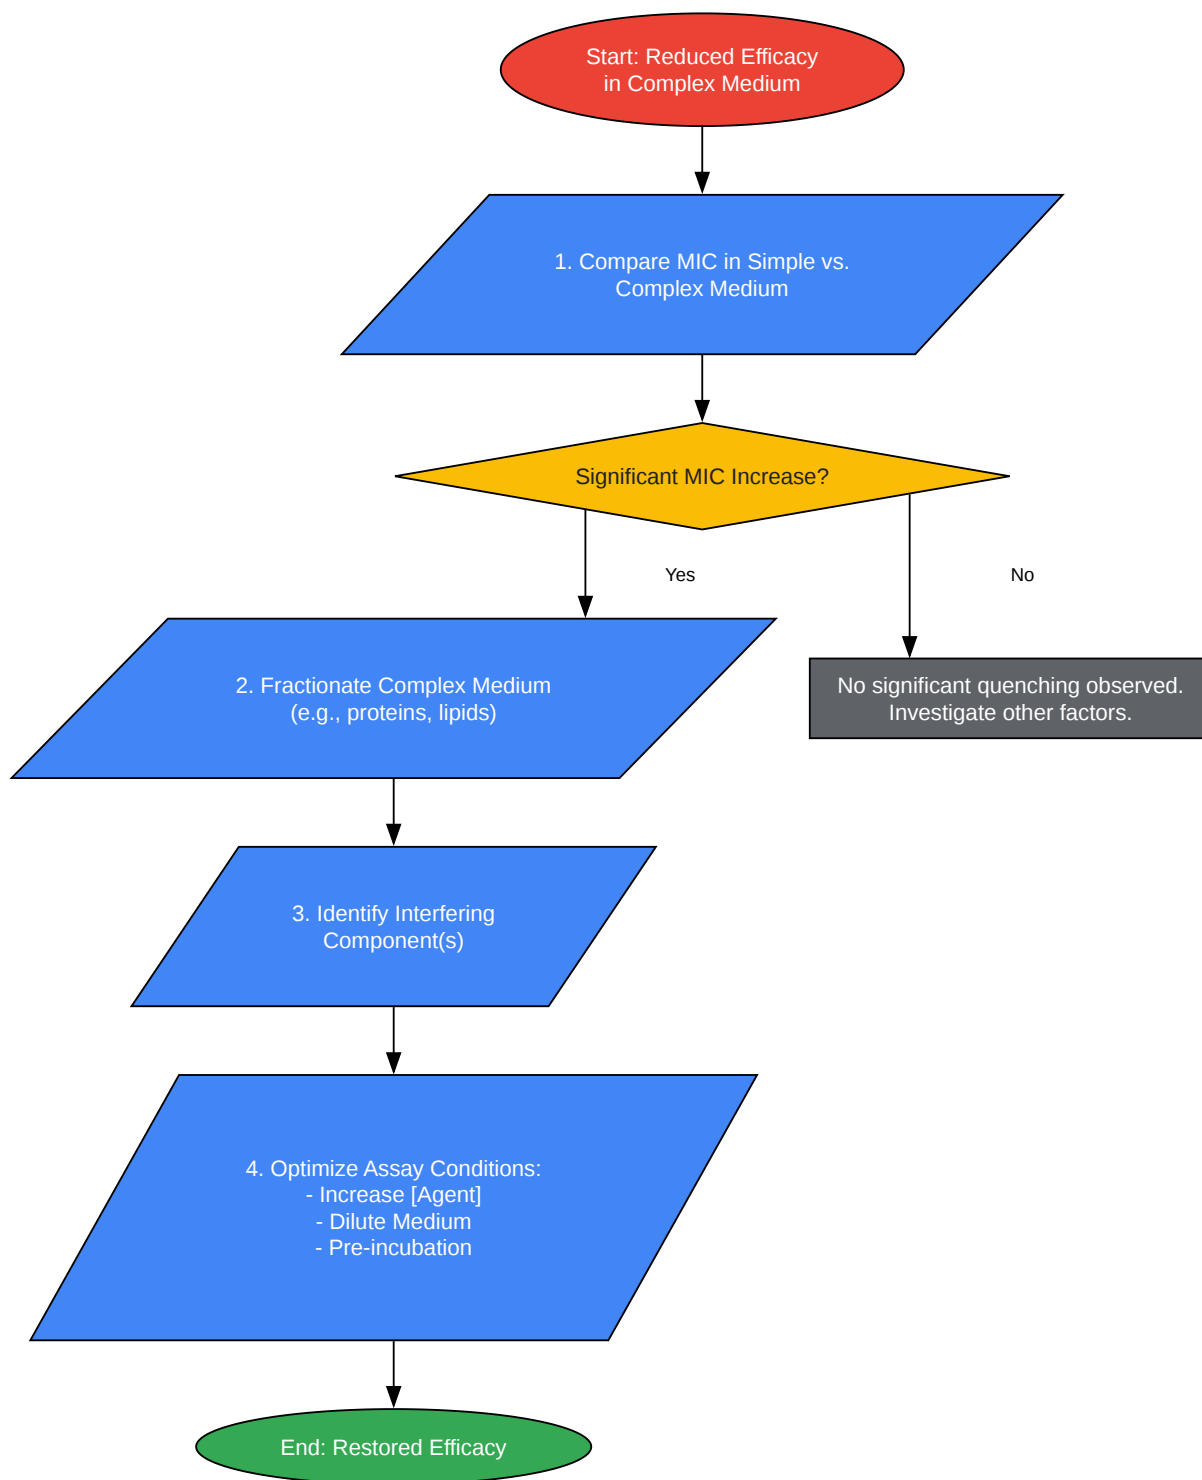 Start: Reduced Efficacy
in Complex Medium
1. Compare MIC in Simple vs.
Complex Medium
Significant MIC Increase?
Yes
No
2. Fractionate Complex Medium
(e.g., proteins, lipids)
No significant quenching observed.
Investigate other factors.
3. Identify Interfering
Component(s)
4. Optimize Assay Conditions:
- Increase [Agent]
- Dilute Medium
- Pre-incubation
End: Restored Efficacy